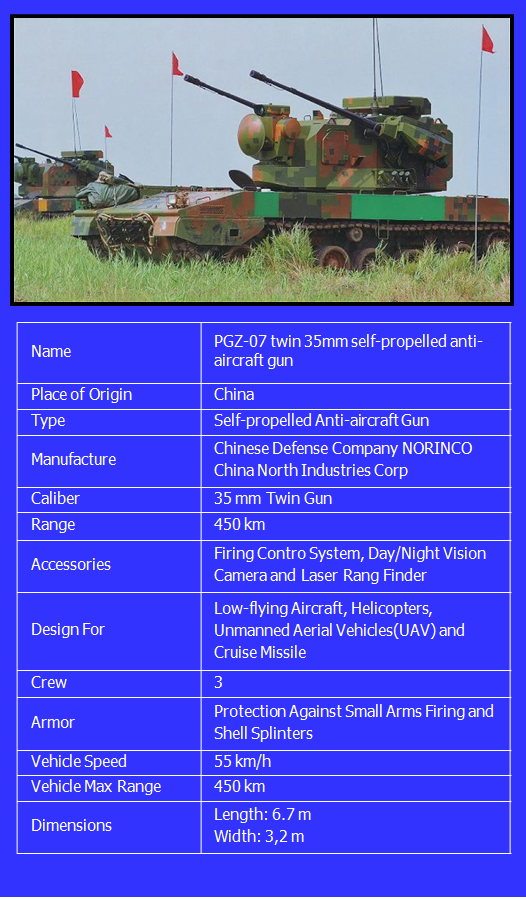 Name
PGZ-07 twin 35mm self-propelled anti-
aircraft gun
Place of Origin
China
Type
Self-propelled Anti-aircraft Gun
Manufacture
Chinese Defense Company NORINCO
China North Industries Corp
Caliber
35 mm Twin Gun
Range
450 km
Accessories
Firing Contro System, Day/Night Vision
Camera and Laser Rang Finder
Design For
Low-flying Aircraft, Helicopters,
Unmanned Aerial Vehicles(UAV) and
Cruise Missile
Crew
3
Armor
Protection Against Small Arms Firing and
Shell Splinters
Vehicle Speed
55 km/h
Vehicle Max Range
450 km
Dimensions
Length: 6.7 m
Width: 3,2 m